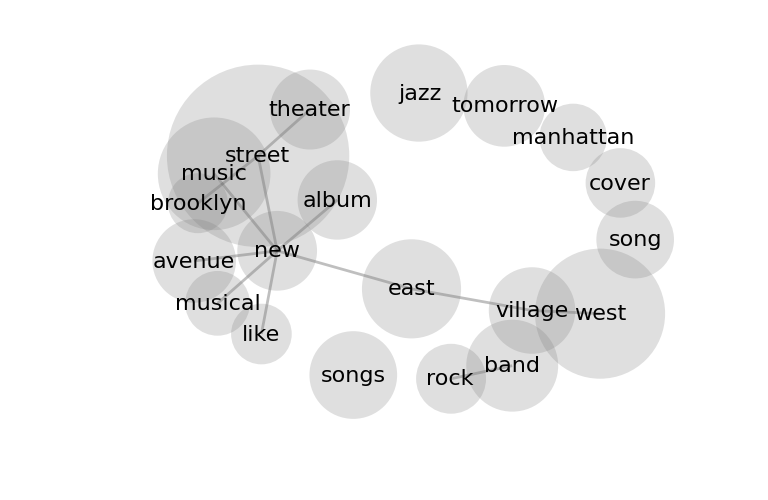 jazz
tomorrow
theater
manhattan
street
music
cover
album
brooklyn
song
new
avenue
east
musical
village
west
like
band
songs
rock